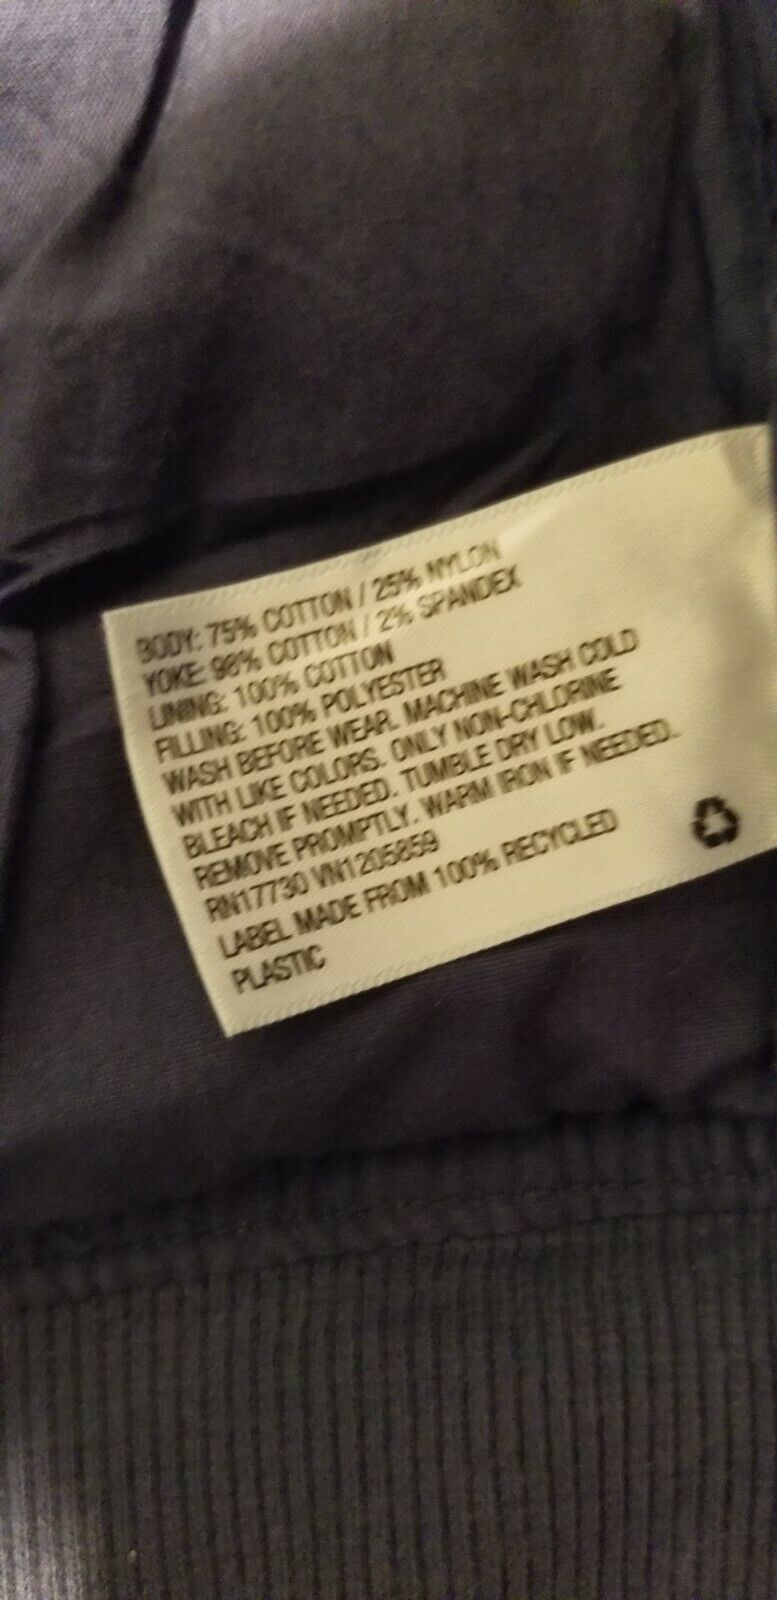 BODY: 75% COTTON / 25% NYLON
YOKE: 98% COTTON / 2% SPANDEX
LINING: 100% COTTON
FILLING: 100% POLYESTER
WASH BEFORE WEAR. MACHINE WASH COLD
WITH LIKE COLORS. ONLY NON-CHLORINE
BLEACH IF NEEDED. TUMBLE DRY LOW.
REMOVE PROMPTLY. WARM IRON IF NEEDED.
RN17730 VN1205859
LABEL MADE FROM 100% RECYCLED
PLASTIC